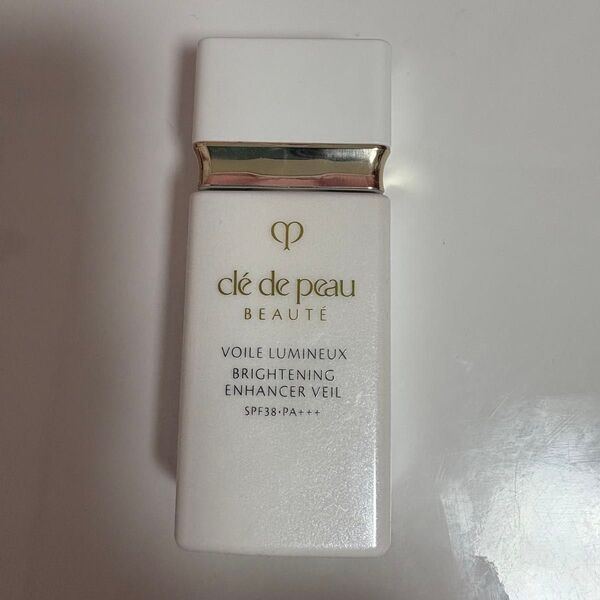 clé de peau
BEAUTÉ
VOILE LUMINEUX
BRIGHTENING
ENHANCER VEIL
SPF38·PA+++